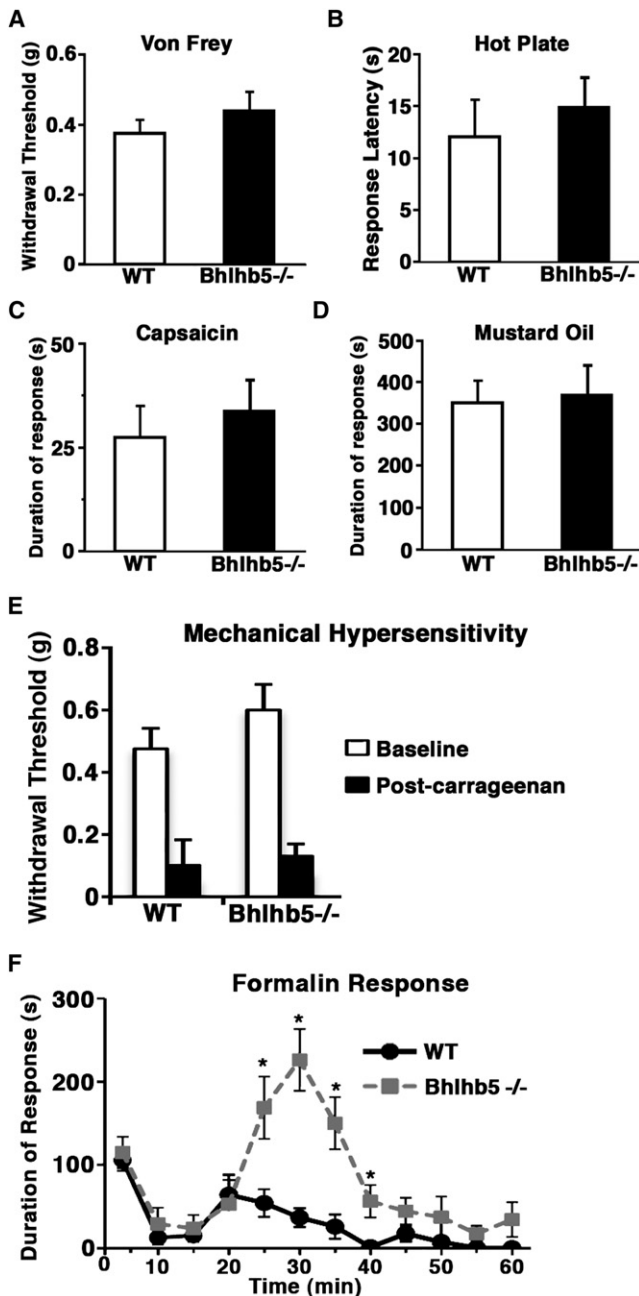 A
Von Frey
Withdrawal Threshold (g)
0.6
0.4
0.2
0
WT
Bhlhb5-/-
B
Hot Plate
Response Latency (s)
20
15
10
5
0
WT
Bhlhb5-/-
C
Capsaicin
Duration of response (s)
50
25
0
WT
Bhlhb5-/-
D
Mustard Oil
Duration of response (s)
500
400
300
200
100
0
WT
Bhlhb5-/-
E
Mechanical Hypersensitivity
Withdrawal Threshold (g)
0.8
0.6
0.4
0.2
0
WT
Bhlhb5-/-
Baseline
Post-carrageenan
F
Formalin Response
Duration of Response (s)
300
200
100
0
* * * *
WT
Bhlhb5 -/-
0 10 20 30 40 50 60
Time (min)